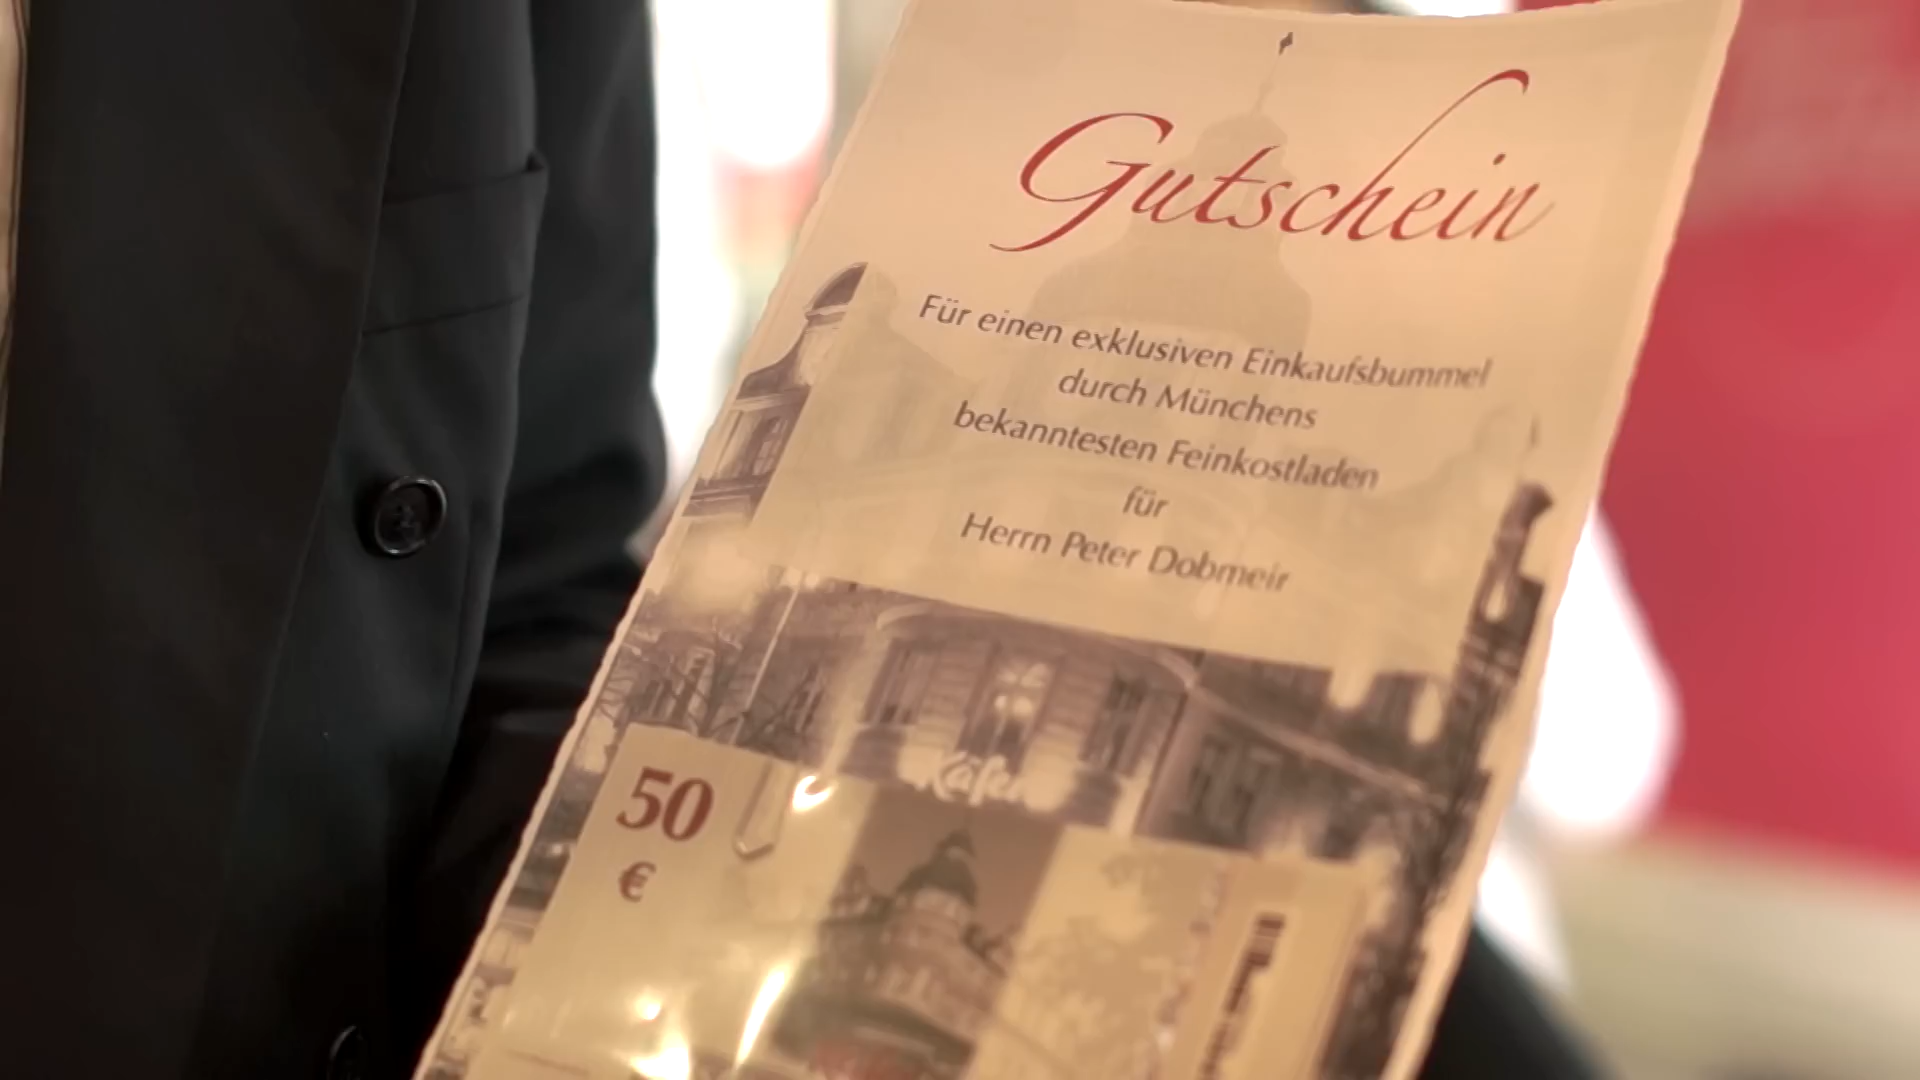 Gutschein
Für einen exklusiven Einkaufsbummel
durch Münchens
bekanntesten Feinkostladen
für
Herrn Peter Dobmeir
Käfer
50
€